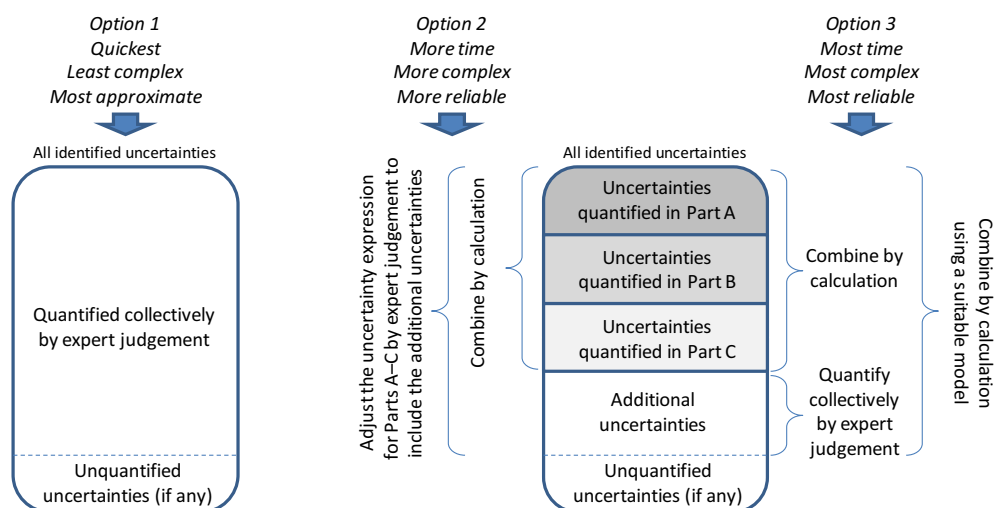 Option 1
Quickest
Least complex
Most approximate
All identified uncertainties
Quantified collectively
by expert judgement
Unquantified
uncertainties (if any)
Option 2
More time
More complex
More reliable
Adjust the uncertainty expression
for Parts A–C by expert judgement to
include the additional uncertainties
Combine by calculation
All identified uncertainties
Uncertainties
quantified in Part A
Uncertainties
quantified in Part B
Uncertainties
quantified in Part C
Additional
uncertainties
Unquantified
uncertainties (if any)
Option 3
Most time
Most complex
Most reliable
Combine by
calculation
Quantify
collectively
by expert
judgement
Combine by calculation
using a suitable model